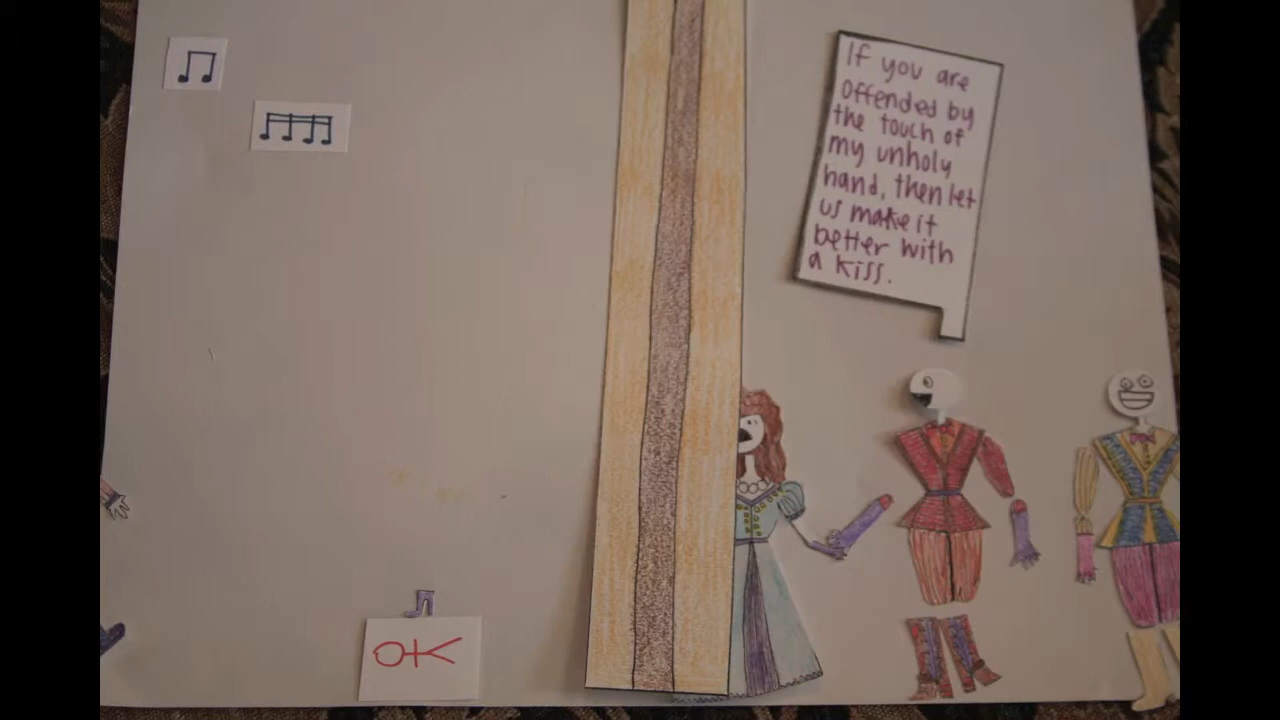 If you are
offended by
the touch of
my unholy
hand, then let
us make it
better with
a kiss.